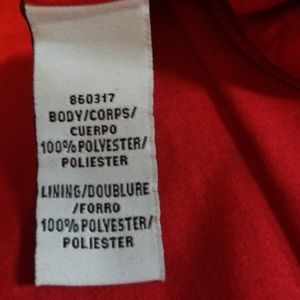 860317
BODY/CORPS/
CUERPO
100%POLYESTER/
POLIESTER
LINING/DOUBLURE
/FORRO
100%POLYESTER/
POLIESTER